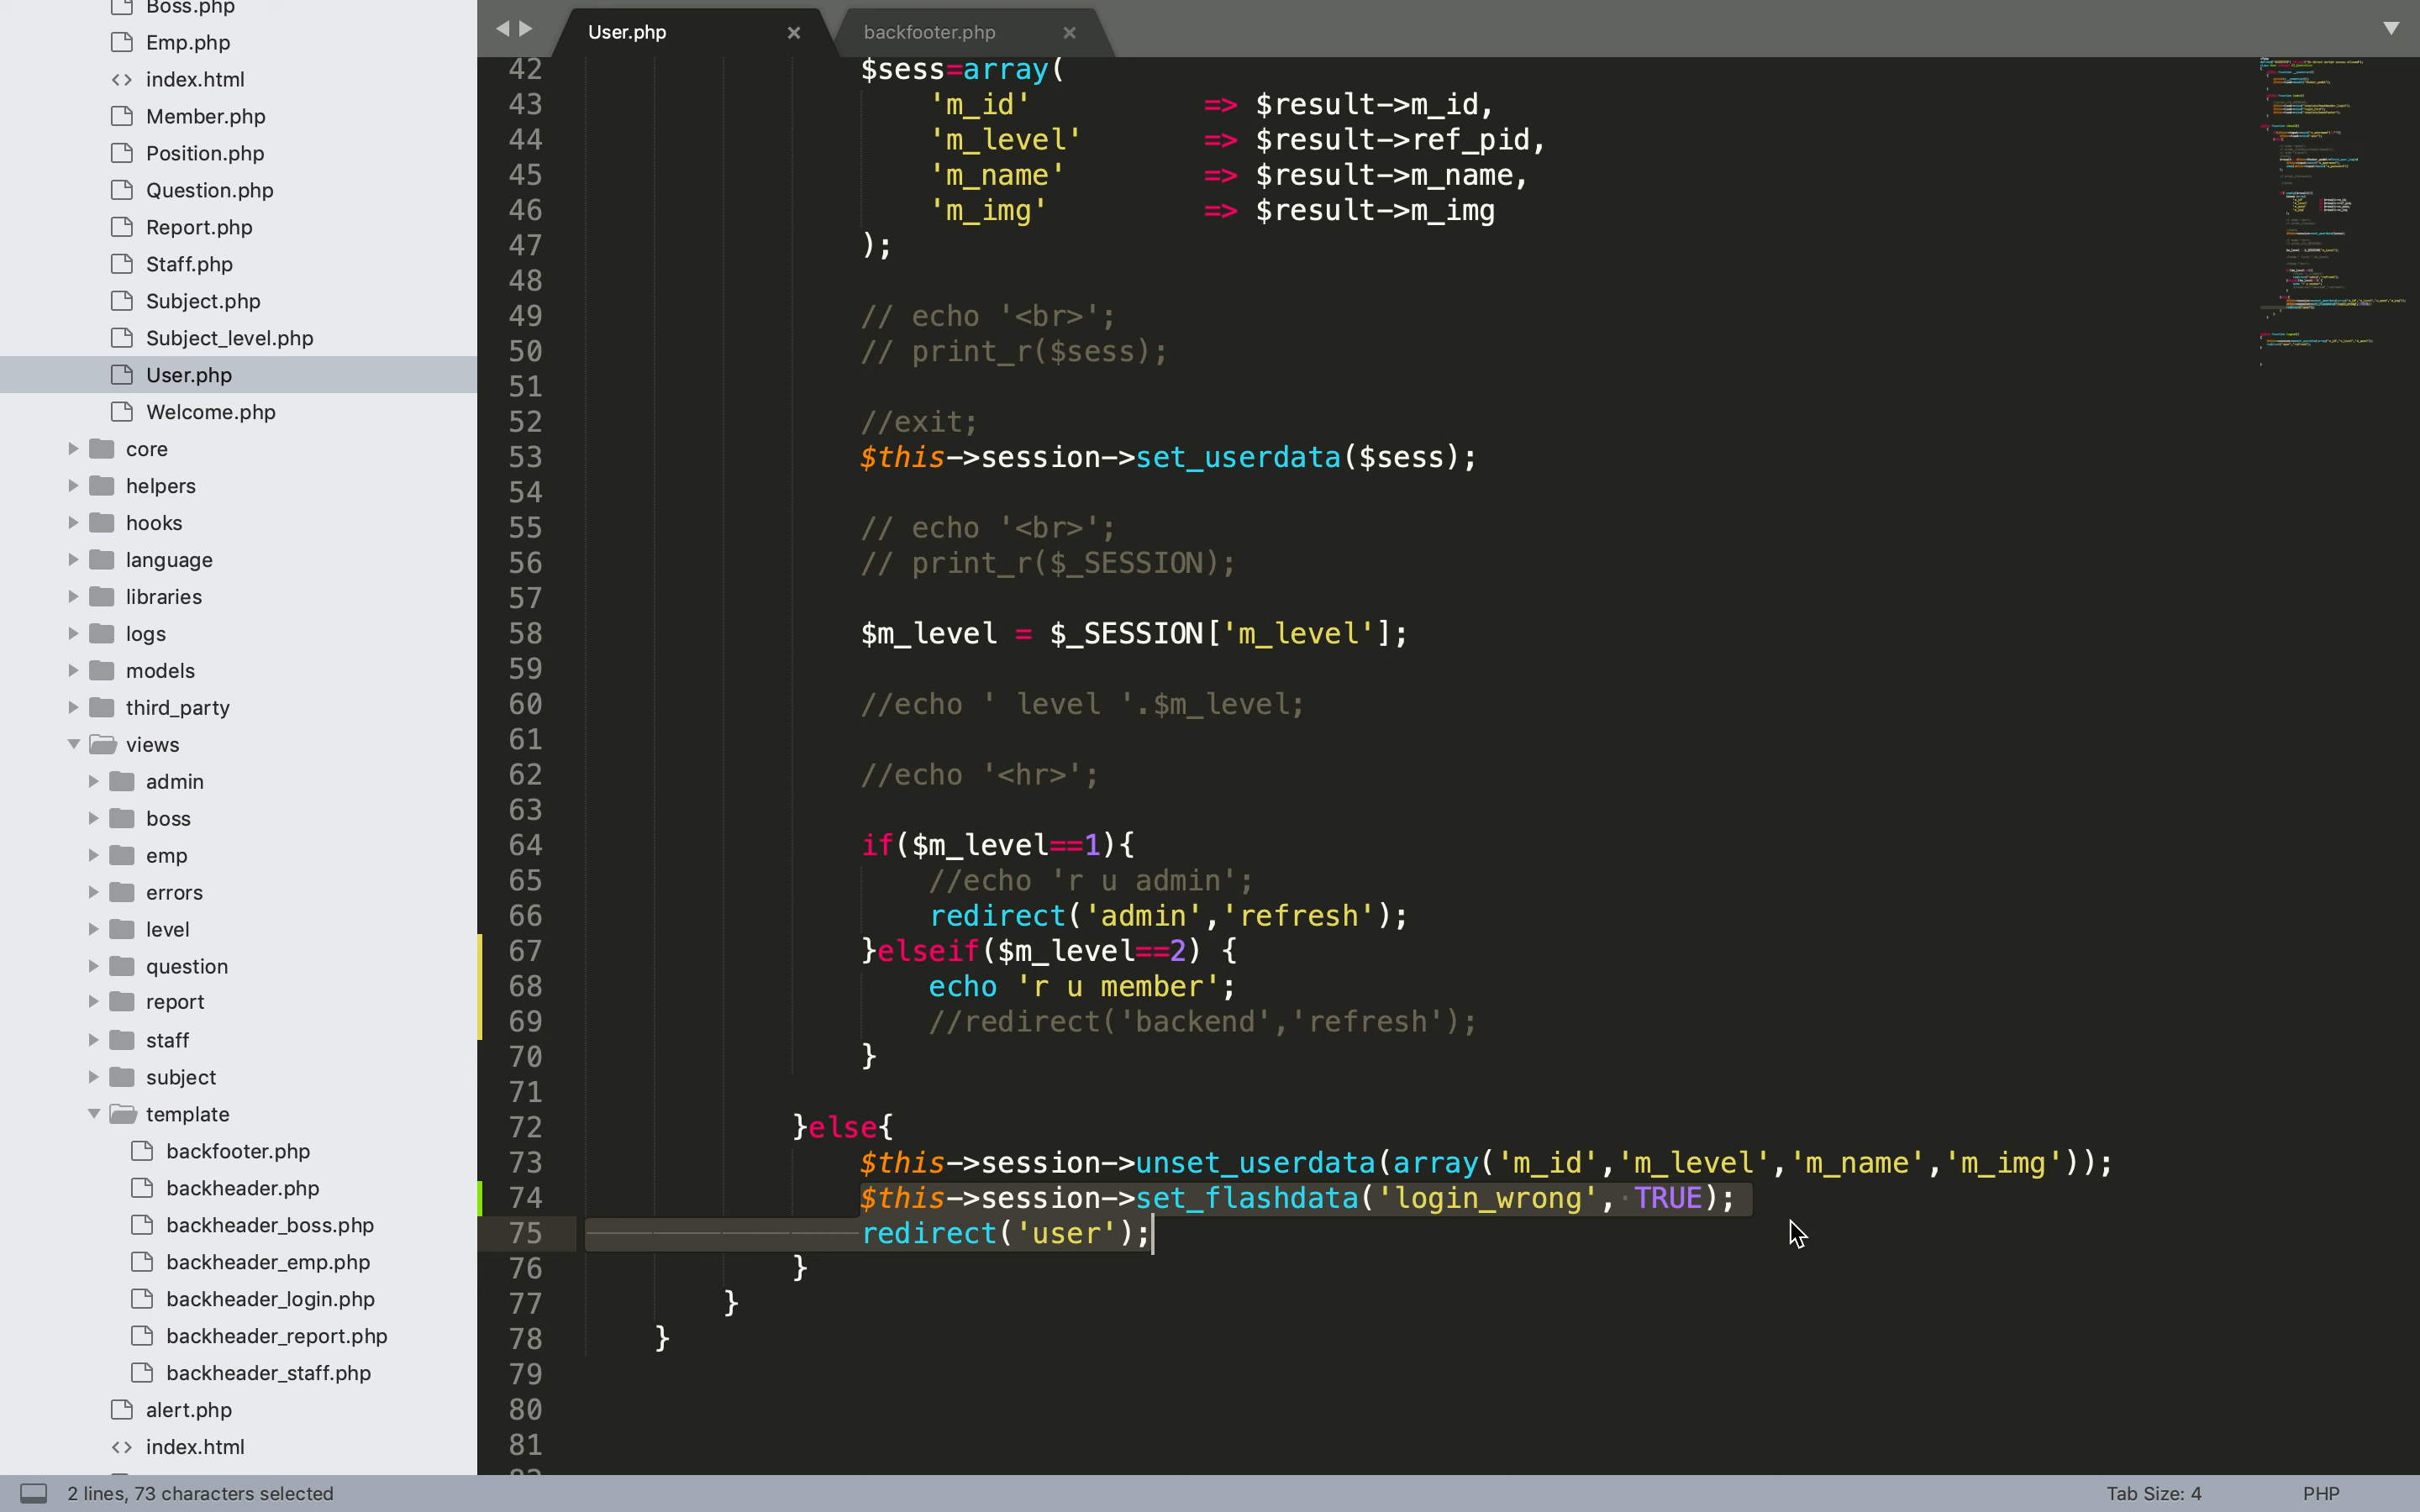 Boss.php
Emp.php
index.html
Member.php
Position.php
Question.php
Report.php
Staff.php
Subject.php
Subject_level.php
User.php
Welcome.php
core
helpers
hooks
language
libraries
logs
models
third_party
views
admin
boss
emp
errors
level
question
report
staff
subject
template
backfooter.php
backheader.php
backheader_boss.php
backheader_emp.php
backheader_login.php
backheader_report.php
backheader_staff.php
alert.php
index.html
User.php
backfooter.php
42 $sess=array(
43 'm_id' => $result->m_id,
44 'm_level' => $result->ref_pid,
45 'm_name' => $result->m_name,
46 'm_img' => $result->m_img
47 );
48
49 // echo '<br>';
50 // print_r($sess);
51
52 //exit;
53 $this->session->set_userdata($sess);
54
55 // echo '<br>';
56 // print_r($_SESSION);
57
58 $m_level = $_SESSION['m_level'];
59
60 //echo ' level '.$m_level;
61
62 //echo '<hr>';
63
64 if($m_level==1){
65 //echo 'r u admin';
66 redirect('admin','refresh');
67 }elseif($m_level==2) {
68 echo 'r u member';
69 //redirect('backend','refresh');
70 }
71
72 }else{
73 $this->session->unset_userdata(array('m_id','m_level','m_name','m_img'));
74 $this->session->set_flashdata('login_wrong', TRUE);
75 redirect('user');
76 }
77 }
78 }
79
80
81
2 lines, 73 characters selected
Tab Size: 4
PHP